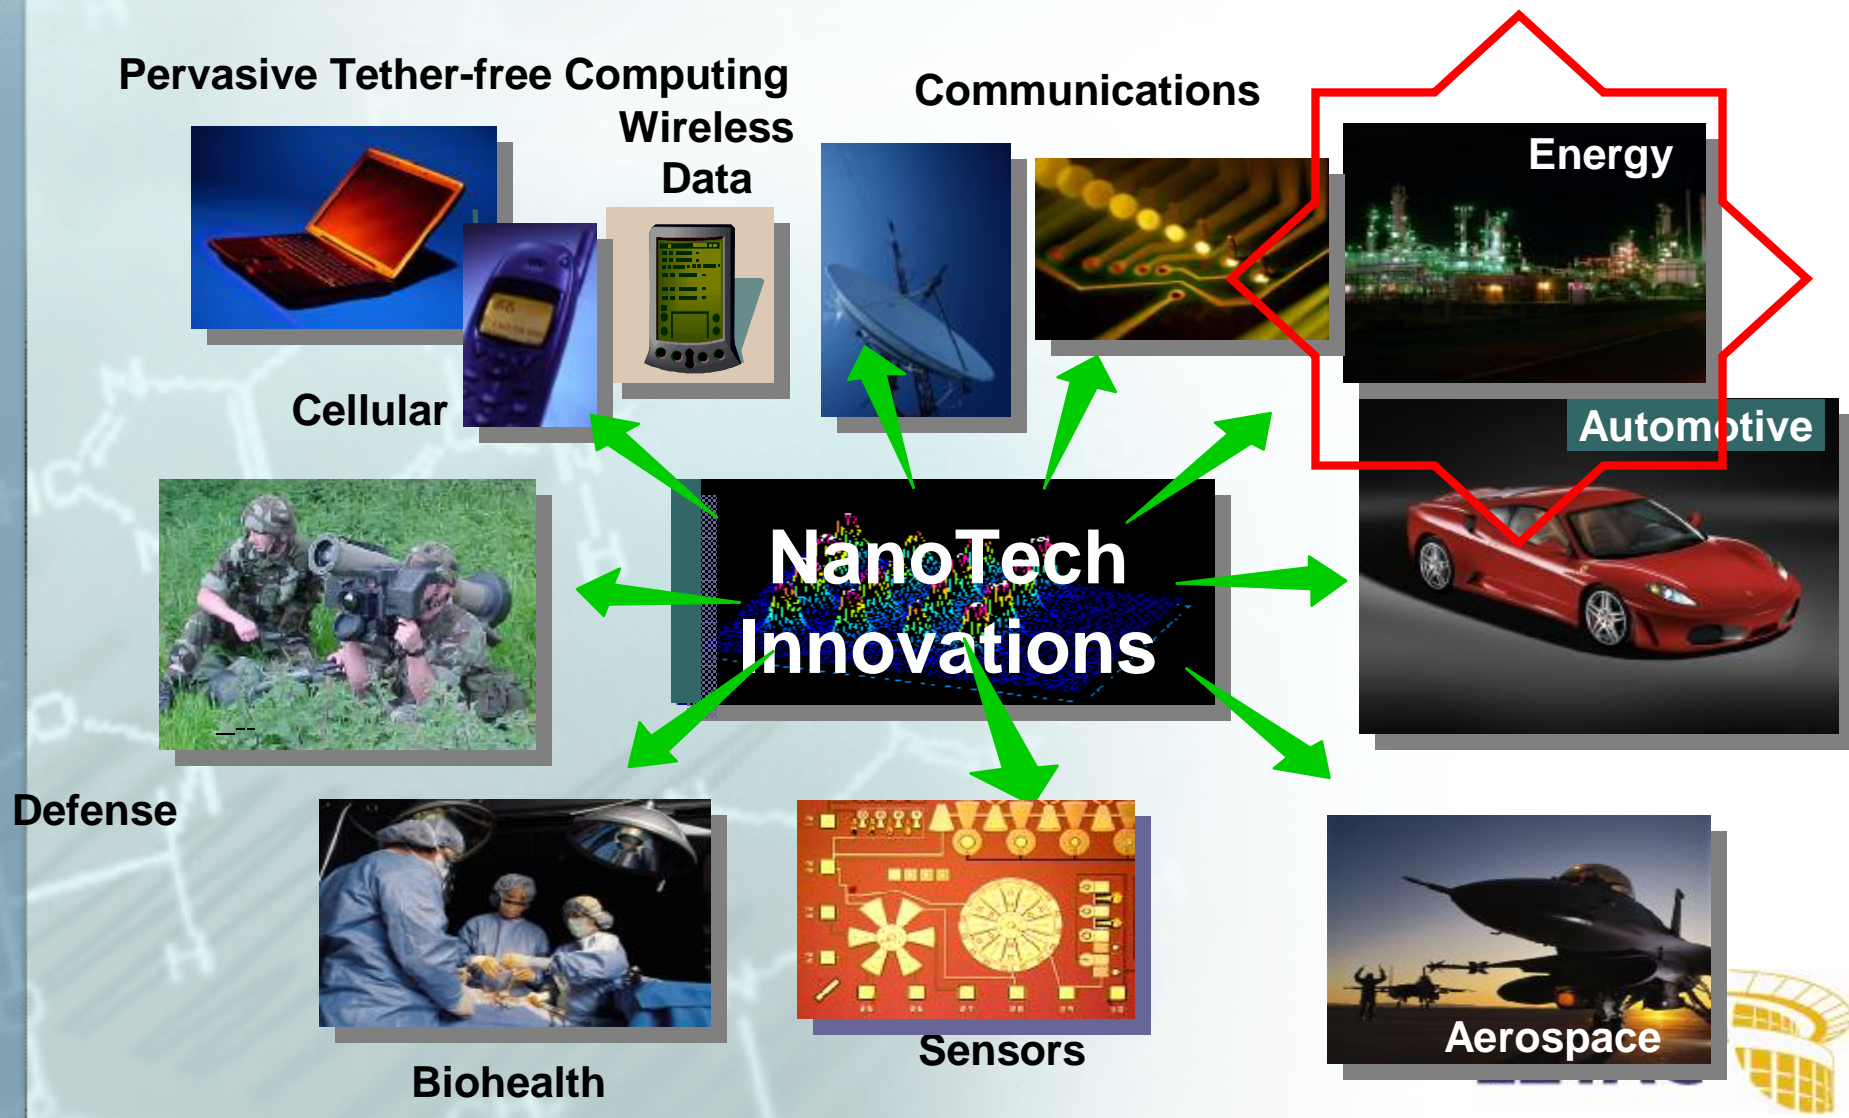 Pervasive Tether-free Computing
Communications
Wireless
Data
Energy
Cellular
Automotive
NanoTech
Innovations
Defense
Biohealth
Sensors
Aerospace